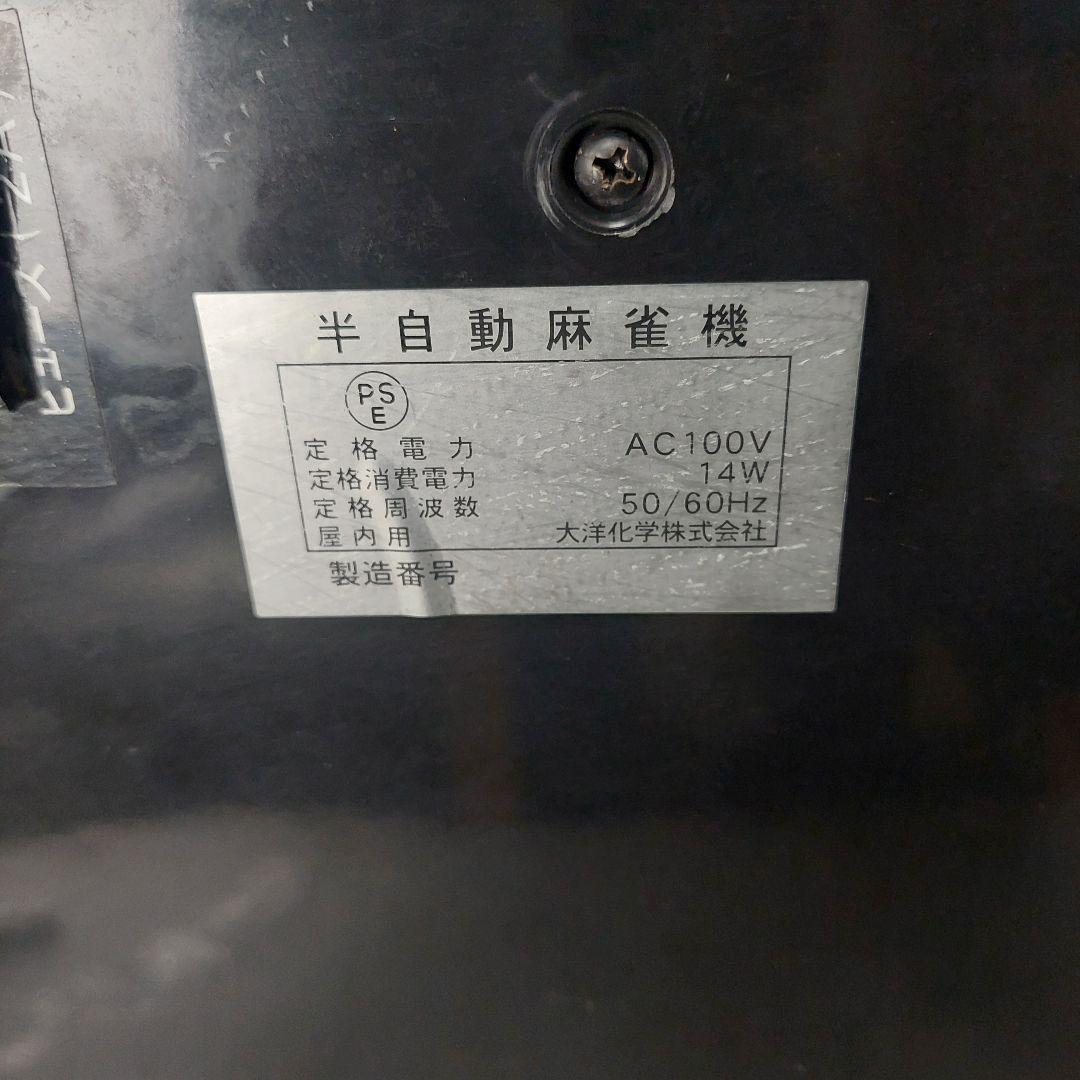 半自動麻雀機
PS
E
定格電力 AC100V
定格消費電力 14W
定格周波数 50/60Hz
屋内用 大洋化学株式会社
製造番号